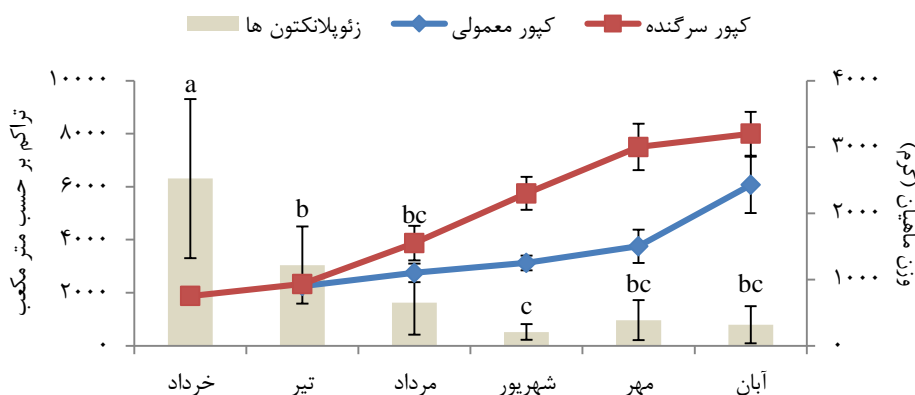 کپور سرگنده
کپور معمولی
زئوپلانکتون ها
تراکم بر حسب متر مکعب
۱۰۰۰۰
۸۰۰۰
۶۰۰۰
۴۰۰۰
۲۰۰۰
۰
a
b
bc
c
bc
bc
۴۰۰۰
۳۰۰۰
۲۰۰۰
۱۰۰۰
۰
وزن ماهیان (گرم)
خرداد
تیر
مرداد
شهریور
مهر
آبان